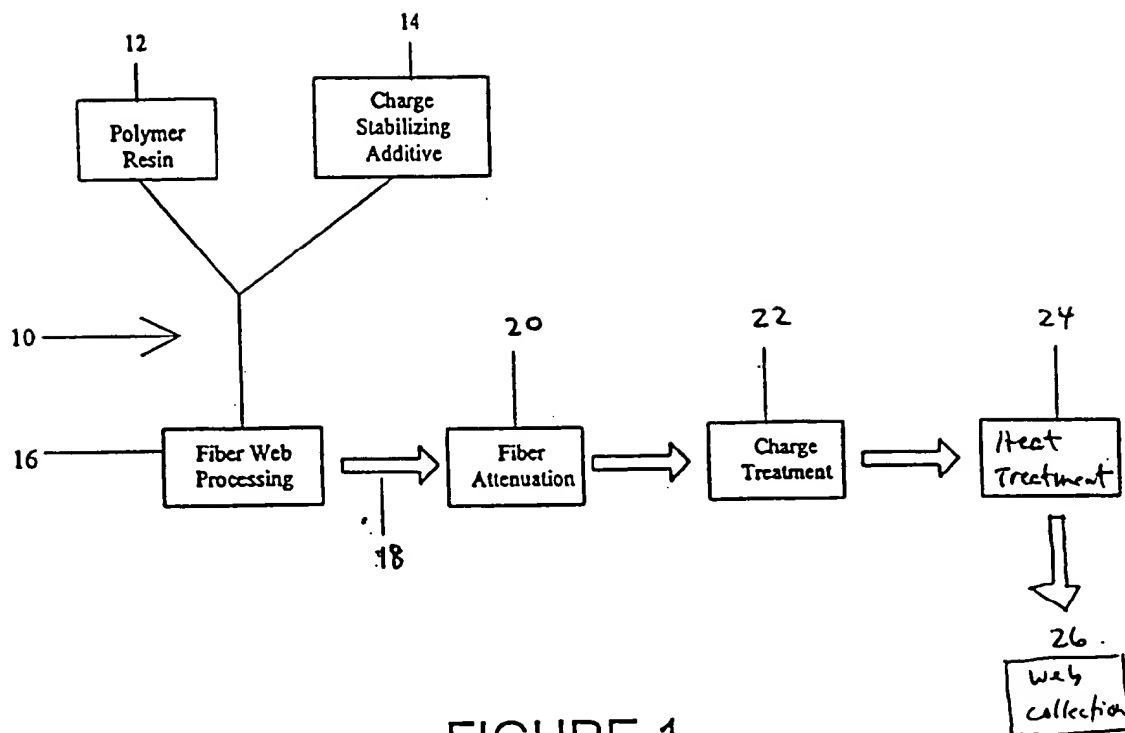 12
14
Polymer
Resin
Charge
Stabilizing
Additive
10
20
22
24
16
Fiber Web
Processing
Fiber
Attenuation
Charge
Treatment
Heat
Treatment
18
26.
web
collection
FIGURE 1